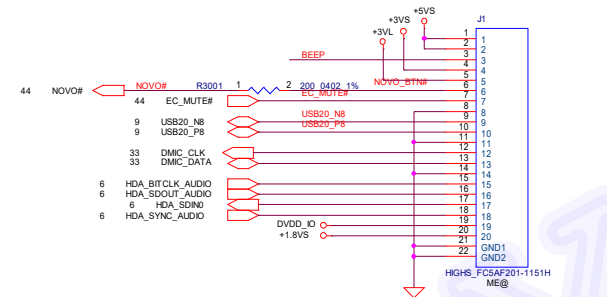 +5VS
+3VS J1
+3VL
1 1
2 2
BEEP 3 3
4 4
5 5
44 NOVO# NOVO# R3001 1 2 200_0402_1% NOVO_BTN# 6 6
44 EC_MUTE# EC_MUTE# 7 7
8 8
9 USB20_N8 USB20_N8 9 9
9 USB20_P8 USB20_P8 10 10
11 11
33 DMIC_CLK 12 12
33 DMIC_DATA 13 13
14 14
6 HDA_BITCLK_AUDIO 15 15
6 HDA_SDOUT_AUDIO 16 16
6 HDA_SDIN0 17 17
6 HDA_SYNC_AUDIO 18 18
DVDD_IO 19 19
+1.8VS 20 20
21 GND1
22 GND2
HIGHS_FC5AF201-1151H
ME@